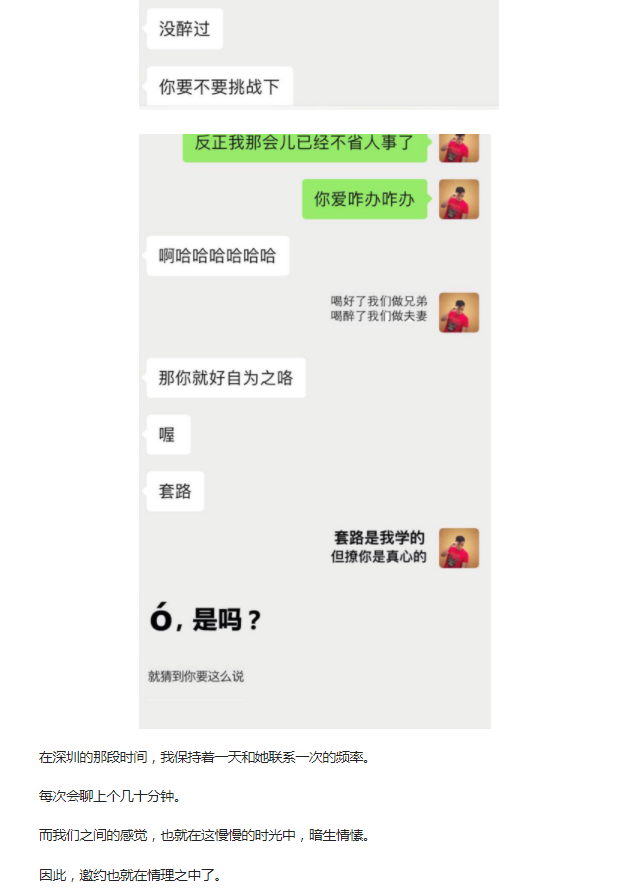 没醉过
你要不要挑战下
反正我那会儿已经不省人事了
你爱咋办咋办
啊哈哈哈哈哈哈
喝好了我们做兄弟
喝醉了我们做夫妻
那你就好自为之咯
喔
套路
套路是我学的
但撩你是真心的
Ó, 是吗？
就猜到你要这么说
在深圳的那段时间，我保持着一天和她联系一次的频率。
每次会聊上个几十分钟。
而我们之间的感觉，也就在这慢慢的时光中，暗生情愫。
因此，邀约也就在情理之中了。